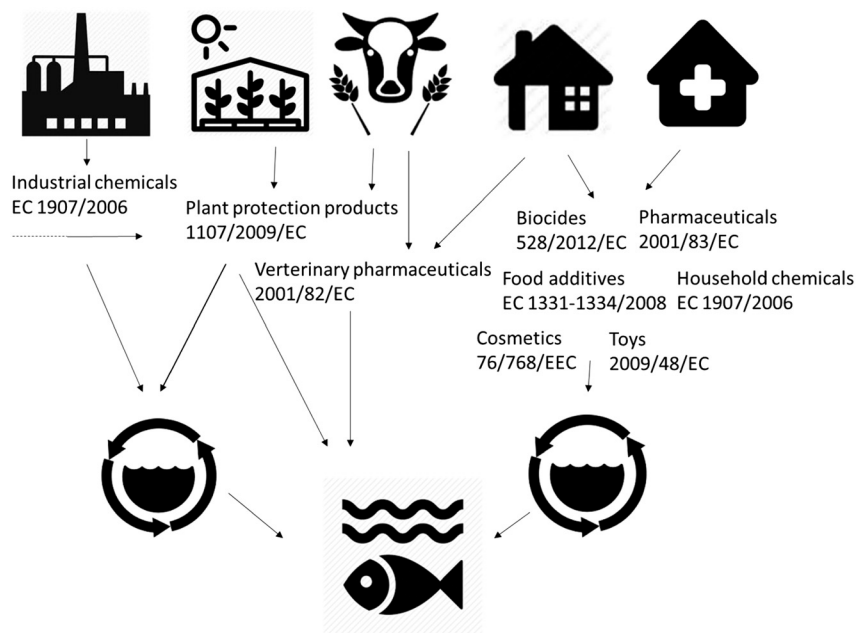 Industrial chemicals
EC 1907/2006
Plant protection products
1107/2009/EC
Verterinary pharmaceuticals
2001/82/EC
Biocides
528/2012/EC
Pharmaceuticals
2001/83/EC
Food additives
EC 1331-1334/2008
Household chemicals
EC 1907/2006
Cosmetics
76/768/EEC
Toys
2009/48/EC